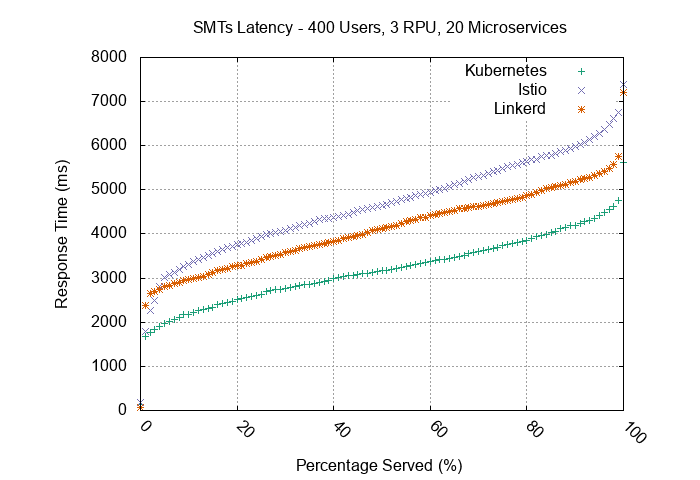 SMTs Latency - 400 Users, 3 RPU, 20 Microservices
8000
7000
6000
5000
4000
3000
2000
1000
0
Response Time (ms)
Kubernetes
Istio
Linkerd
0 20 40 60 80 100
Percentage Served (%)